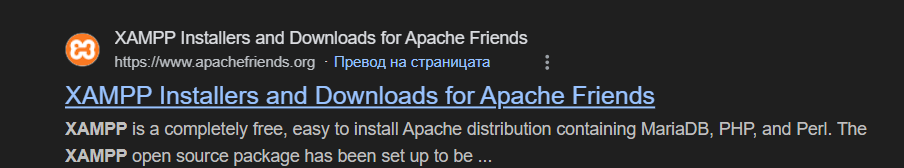 XAMPP Installers and Downloads for Apache Friends
https://www.apachefriends.org · Превод на страницата
XAMPP Installers and Downloads for Apache Friends
XAMPP is a completely free, easy to install Apache distribution containing MariaDB, PHP, and Perl. The
XAMPP open source package has been set up to be ...